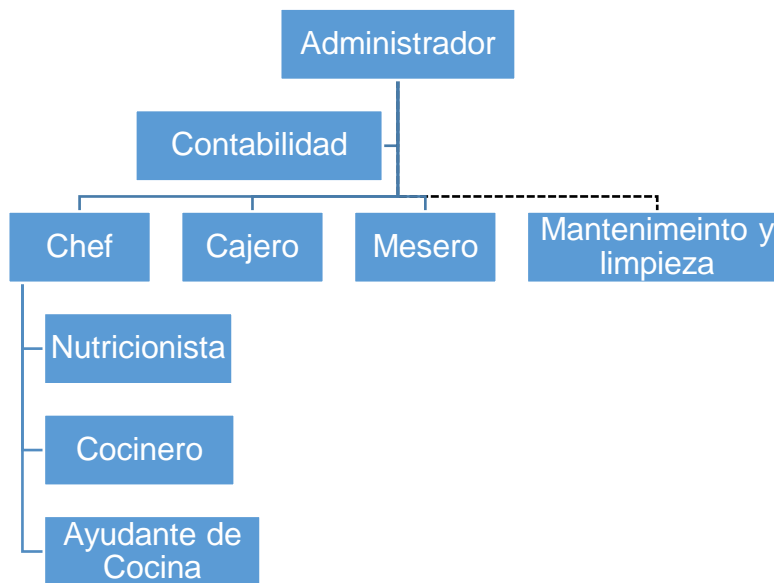 Administrador
Contabilidad
Chef
Cajero
Mesero
Mantenimeinto y
limpieza
Nutricionista
Cocinero
Ayudante de
Cocina